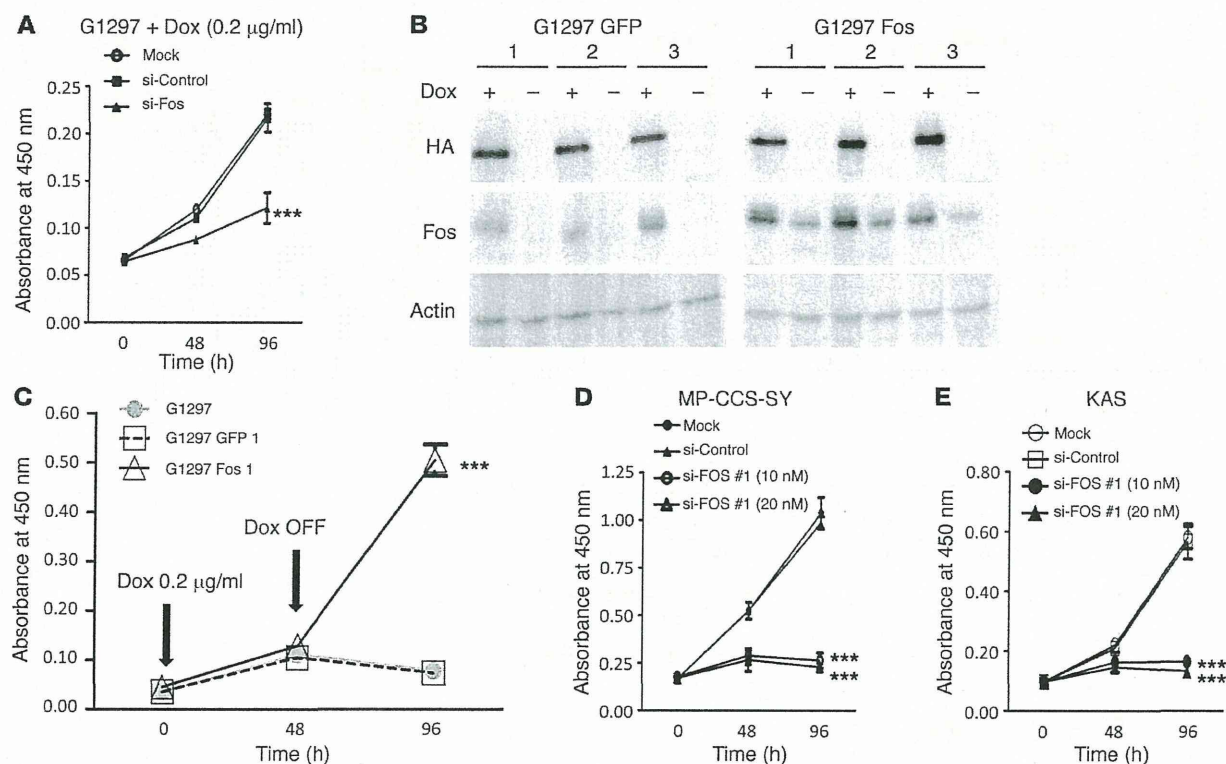 A
G1297 + Dox (0.2 µg/ml)
Mock
si-Control
si-Fos
Absorbance at 450 nm
0.25
0.20
0.15
0.10
0.05
0.00
***
0 48 96
Time (h)
B
G1297 GFP G1297 Fos
1 2 3 1 2 3
Dox + – + – + – + – + – + –
HA
Fos
Actin
C
G1297
G1297 GFP 1
G1297 Fos 1
Absorbance at 450 nm
0.60
0.50
0.40
0.30
0.20
0.10
0.00
***
Dox OFF
Dox 0.2 µg/ml
0 48 96
Time (h)
D
MP-CCS-SY
Mock
si-Control
si-FOS #1 (10 nM)
si-FOS #1 (20 nM)
Absorbance at 450 nm
1.25
1.00
0.75
0.50
0.25
0.00
***
***
0 48 96
Time (h)
E
KAS
Mock
si-Control
si-FOS #1 (10 nM)
si-FOS #1 (20 nM)
Absorbance at 450 nm
0.80
0.60
0.40
0.20
0.00
***
***
0 48 96
Time (h)